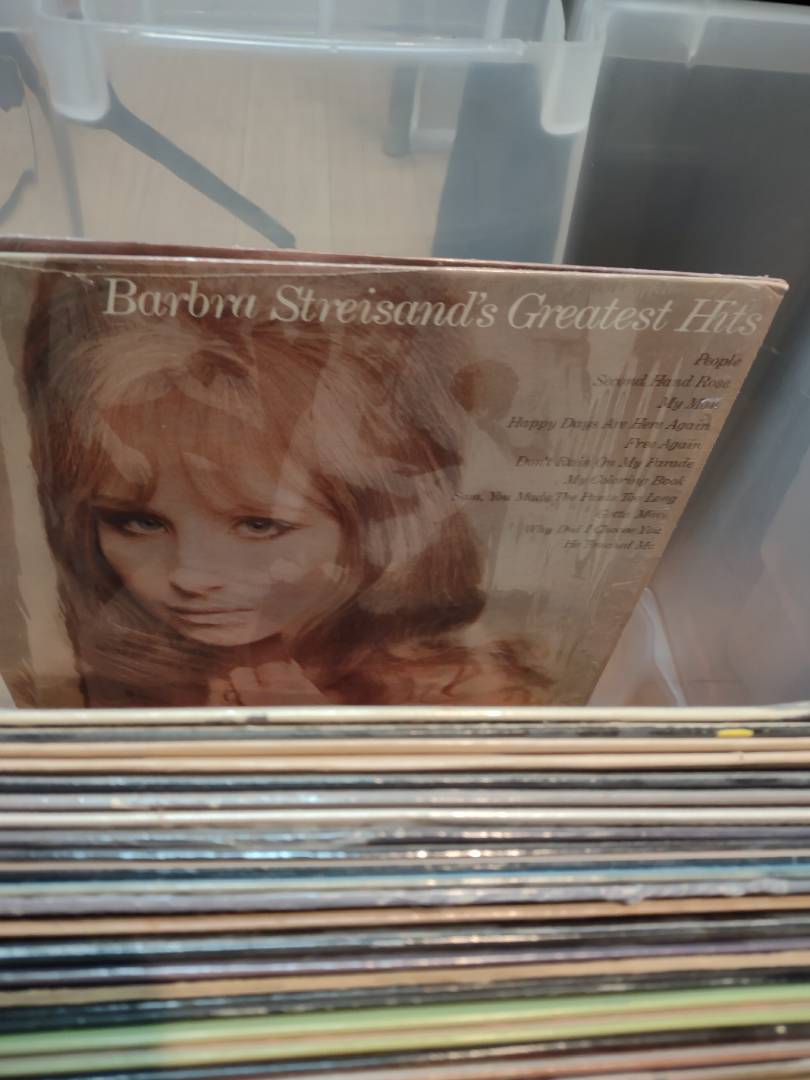 Barbra Streisand's Greatest Hits
People
Second Hand Rose
My Man
Happy Days Are Here Again
Free Again
Don't Rain On My Parade
My Coloring Book
Sam, You Made The Pants Too Long
Gotta Move
Why Did I Choose You
He Touched Me